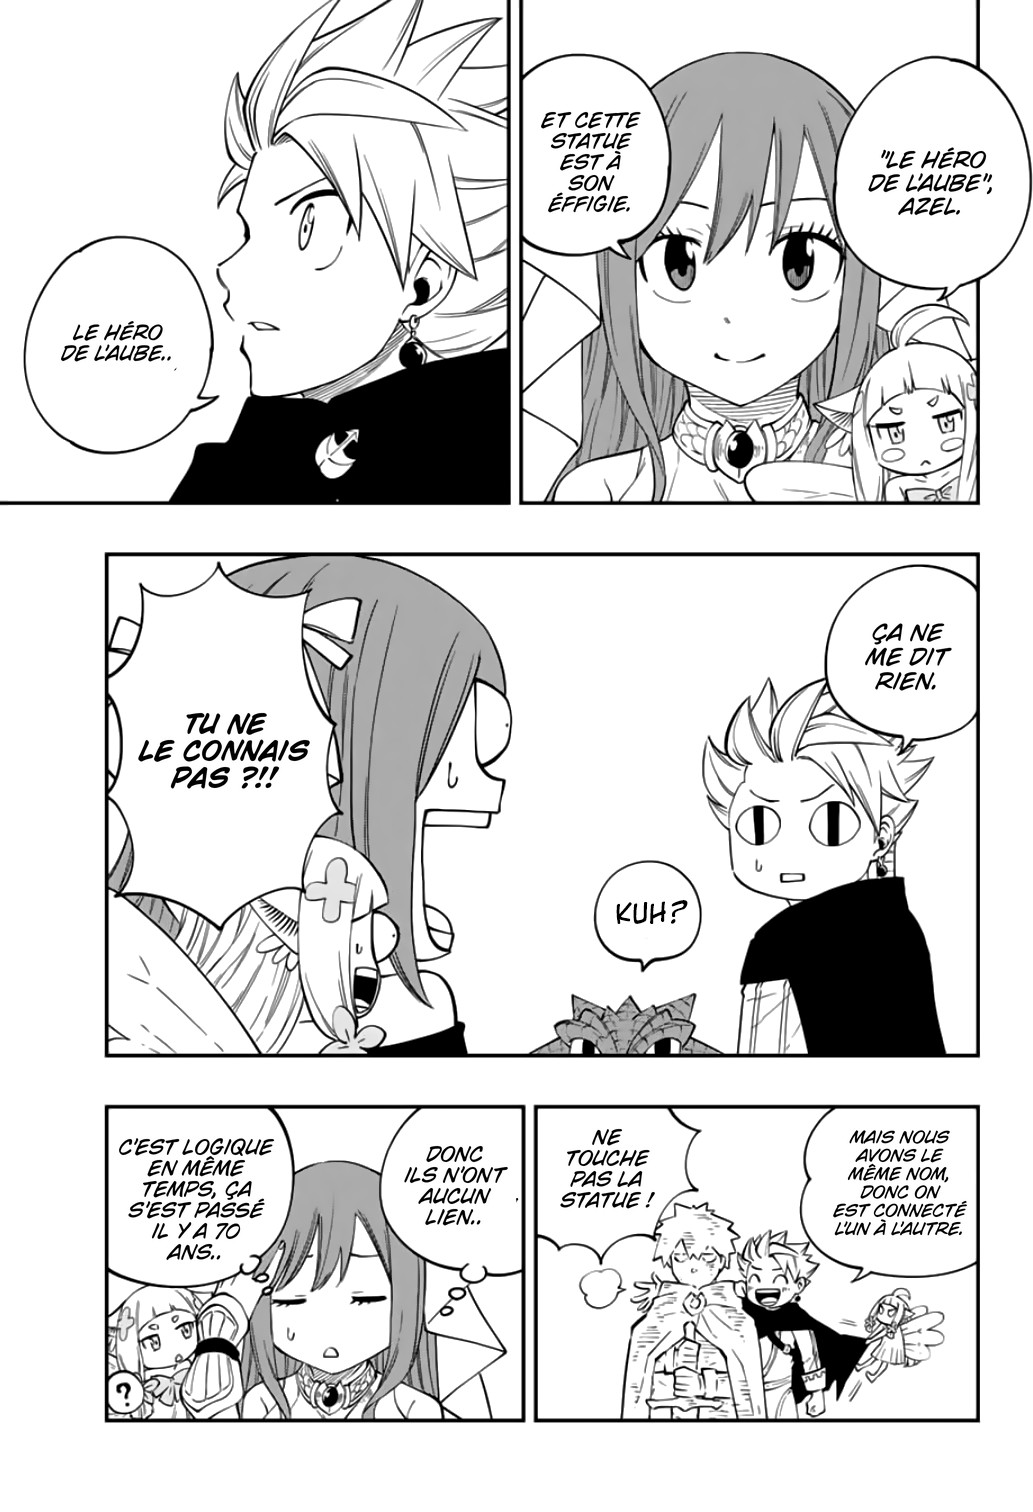 "LE HÉRO
DE L'AUBE",
AZEL.
ET CETTE
STATUE
EST À
SON
ÉFFIGIE.
LE HÉRO
DE L'AUBE..
ÇA NE
ME DIT
RIEN.
KUH?
TU NE
LE CONNAIS
PAS ?!!
MAIS NOUS
AVONS LE
MÊME NOM,
DONC ON
EST CONNECTÉ
L'UN À L'AUTRE.
NE
TOUCHE
PAS LA
STATUE !
DONC
ILS N'ONT
AUCUN
LIEN..
C'EST LOGIQUE
EN MÊME
TEMPS, ÇA
S'EST PASSÉ
IL Y A 70
ANS..
?